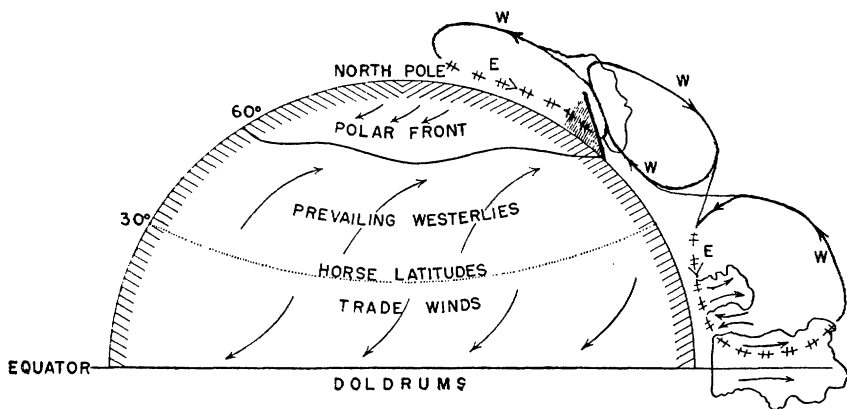 W
E
W
NORTH POLE
60°
POLAR FRONT
W
W
PREVAILING WESTERLIES
30°
E
W
HORSE LATITUDES
TRADE WINDS
EQUATOR
DOLDRUMS